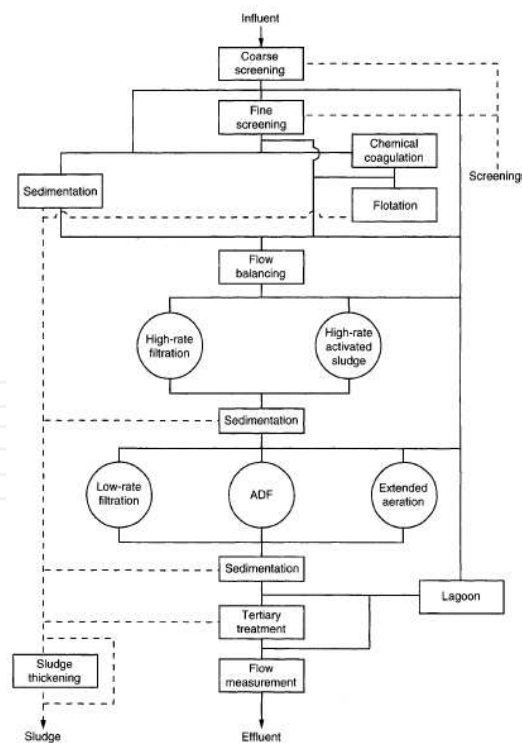 Influent
Coarse
screening
Fine
screening
Chemical
coagulation
Screenings
Sedimentation
Flotation
Flow
balancing
High-rate
filtration
High-rate
activated
sludge
Sedimentation
Low-rate
filtration
ADF
Extended
aeration
Sedimentation
Lagoon
Tertiary
treatment
Sludge
thickening
Flow
measurement
Sludge
Effluent